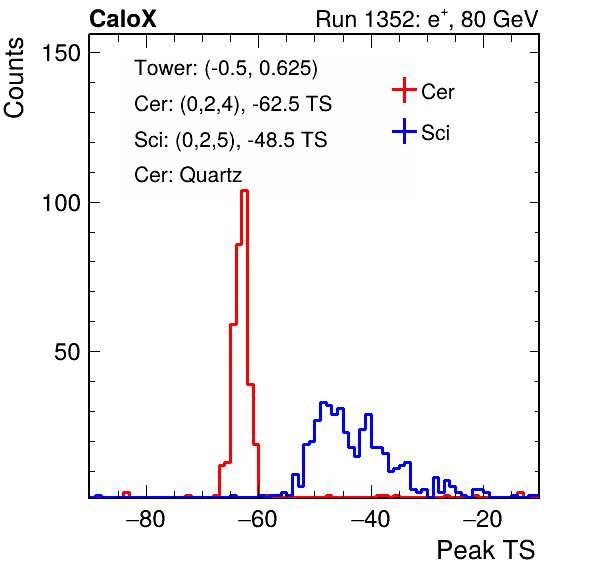 CaloX Run 1352: e⁺, 80 GeV
Counts
150
100
50
Tower: (-0.5, 0.625)
Cer: (0,2,4), -62.5 TS
Sci: (0,2,5), -48.5 TS
Cer: Quartz
Cer
Sci
−80 −60 −40 −20
Peak TS